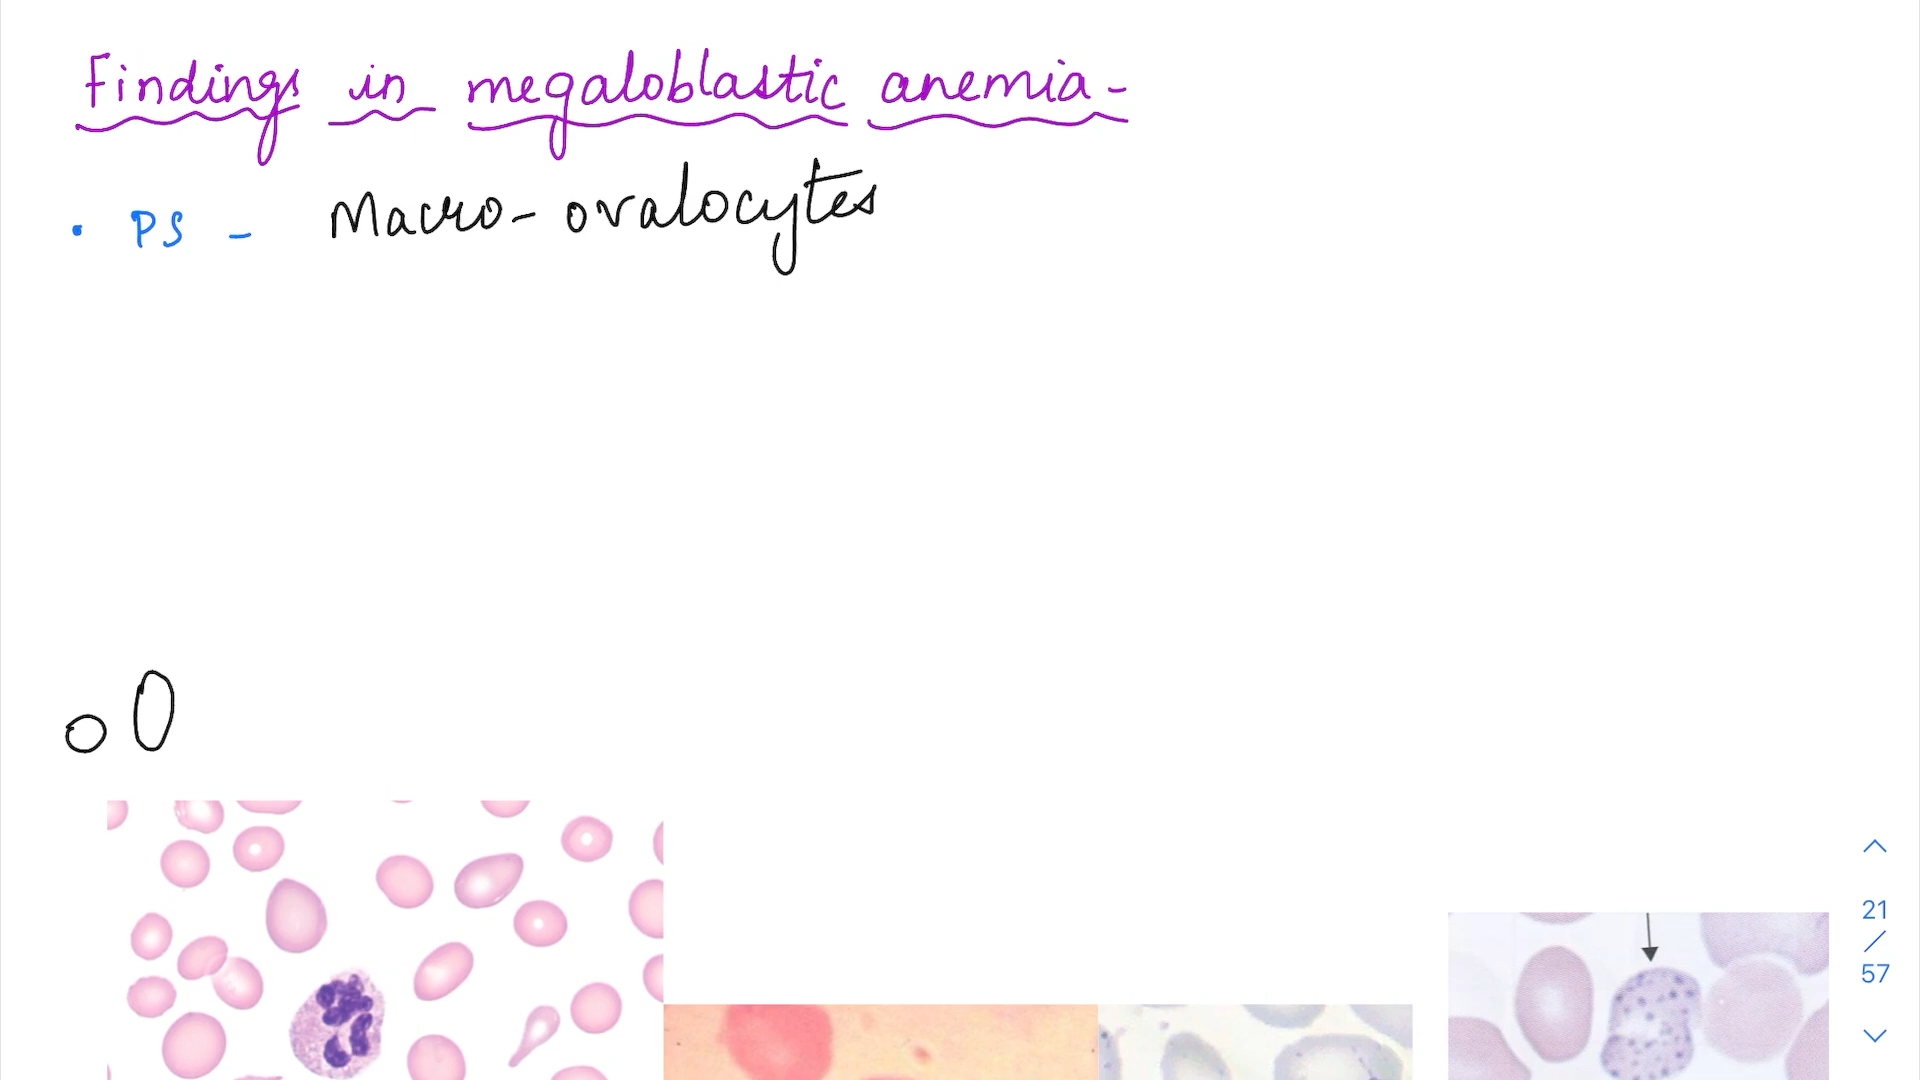 Findings in megaloblastic anemia-
• PS - Macro-ovalocytes
21
/
57